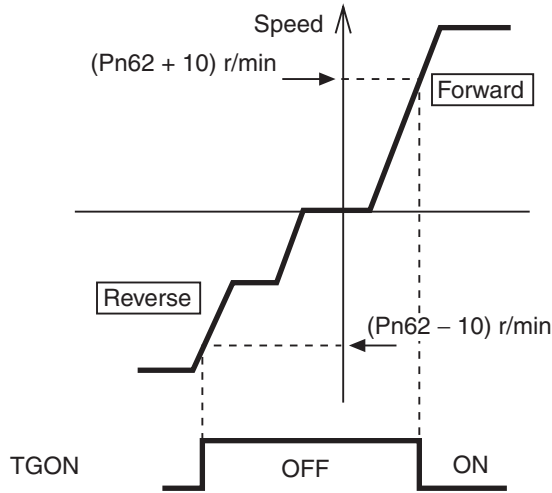 Speed
(Pn62 + 10) r/min
Forward
Reverse
(Pn62 − 10) r/min
TGON
OFF
ON